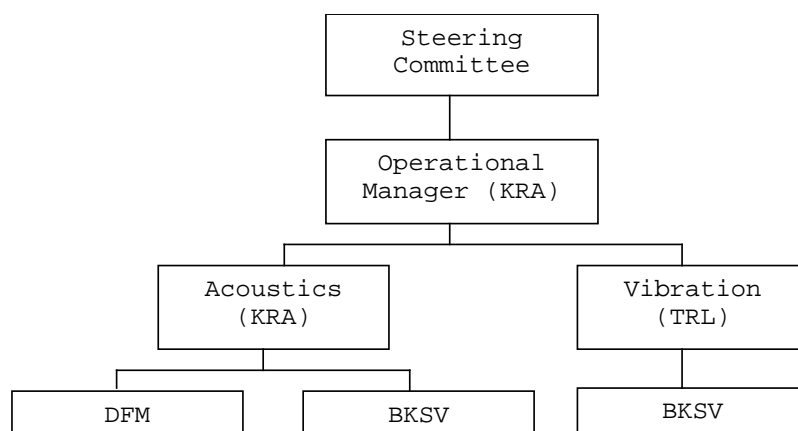 Steering
Committee
Operational
Manager (KRA)
Acoustics
(KRA)
Vibration
(TRL)
DFM
BKSV
BKSV